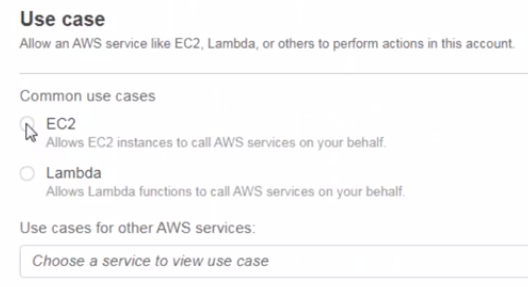 Use case
Allow an AWS service like EC2, Lambda, or others to perform actions in this account.
Common use cases
EC2
Allows EC2 instances to call AWS services on your behalf.
Lambda
Allows Lambda functions to call AWS services on your behalf.
Use cases for other AWS services:
Choose a service to view use case